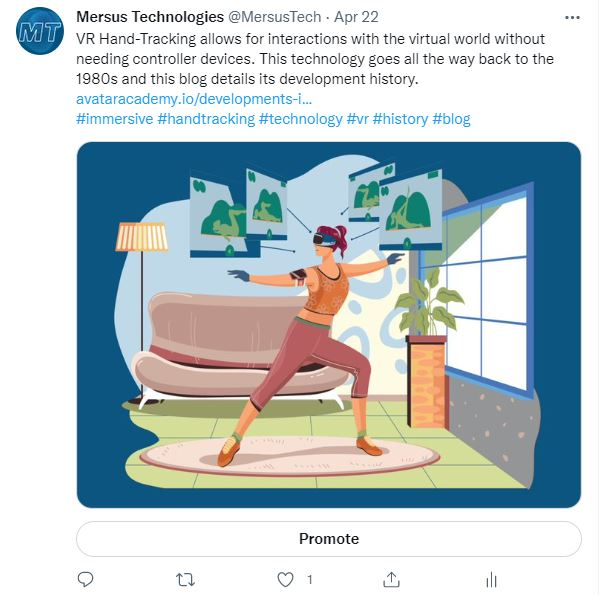 Mersus Technologies @MersusTech · Apr 22
VR Hand-Tracking allows for interactions with the virtual world without
needing controller devices. This technology goes all the way back to the
1980s and this blog details its development history.
avataracademy.io/developments-i...
#immersive #handtracking #technology #vr #history #blog
MT
Promote
1